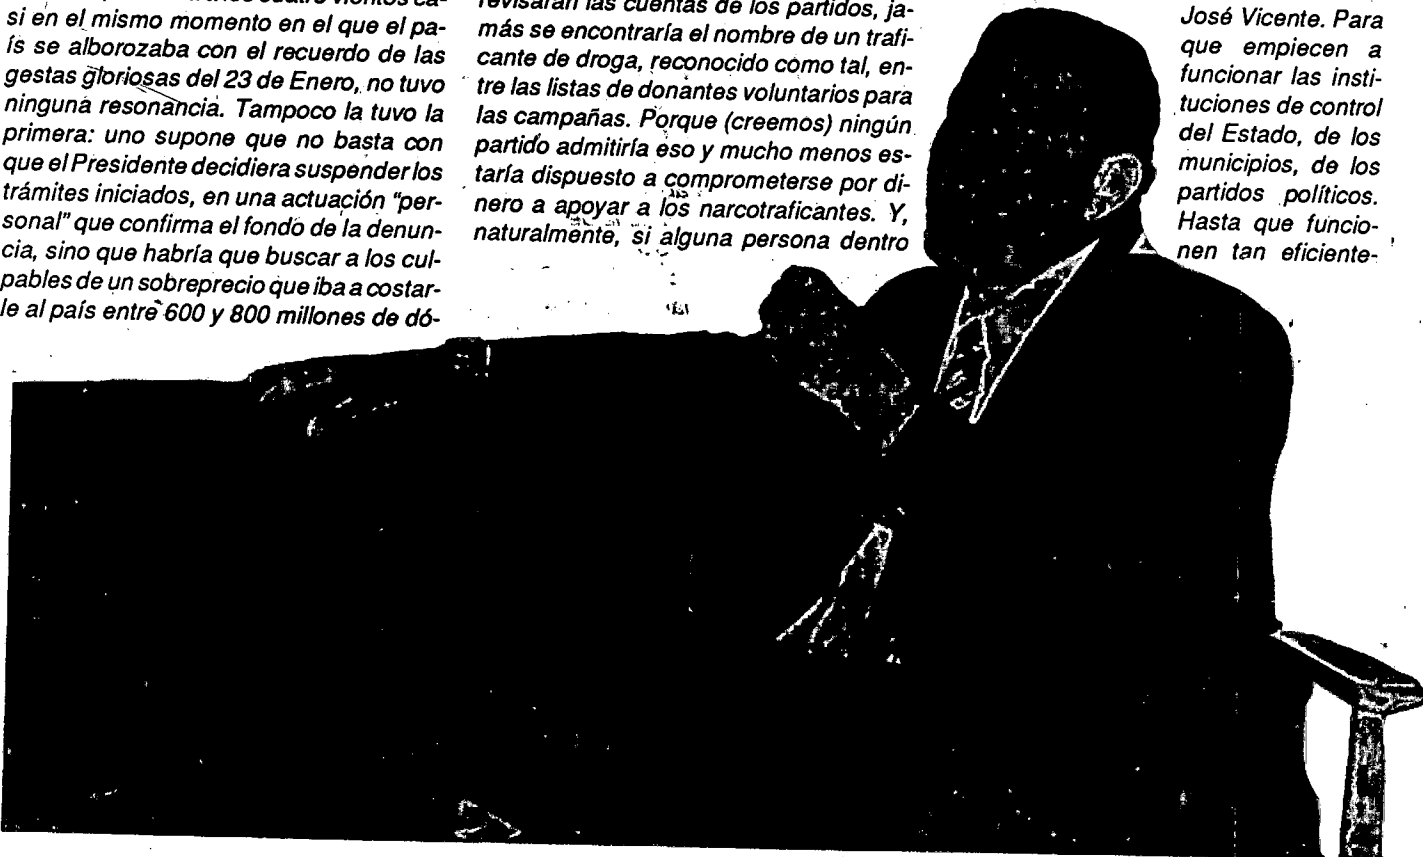 si en el mismo momento en el que el pa-
ís se alborozaba con el recuerdo de las
gestas gloriosas del 23 de Enero, no tuvo
ninguna resonancia. Tampoco la tuvo la
primera: uno supone que no basta con
que el Presidente decidiera suspender los
trámites iniciados, en una actuación "per-
sonal" que confirma el fondo de la denun-
cia, sino que habría que buscar a los cul-
pables de un sobreprecio que iba a costar-
le al país entre 600 y 800 millones de dó-
revisaran las cuentas de los partidos, ja-
más se encontraría el nombre de un trafi-
cante de droga, reconocido como tal, en-
tre las listas de donantes voluntarios para
las campañas. Porque (creemos) ningún
partido admitiría eso y mucho menos es-
taría dispuesto a comprometerse por di-
nero a apoyar a los narcotraficantes. Y,
naturalmente, si alguna persona dentro
José Vicente. Para
que empiecen a
funcionar las insti-
tuciones de control
del Estado, de los
municipios, de los
partidos políticos.
Hasta que funcio-
nen tan eficiente-